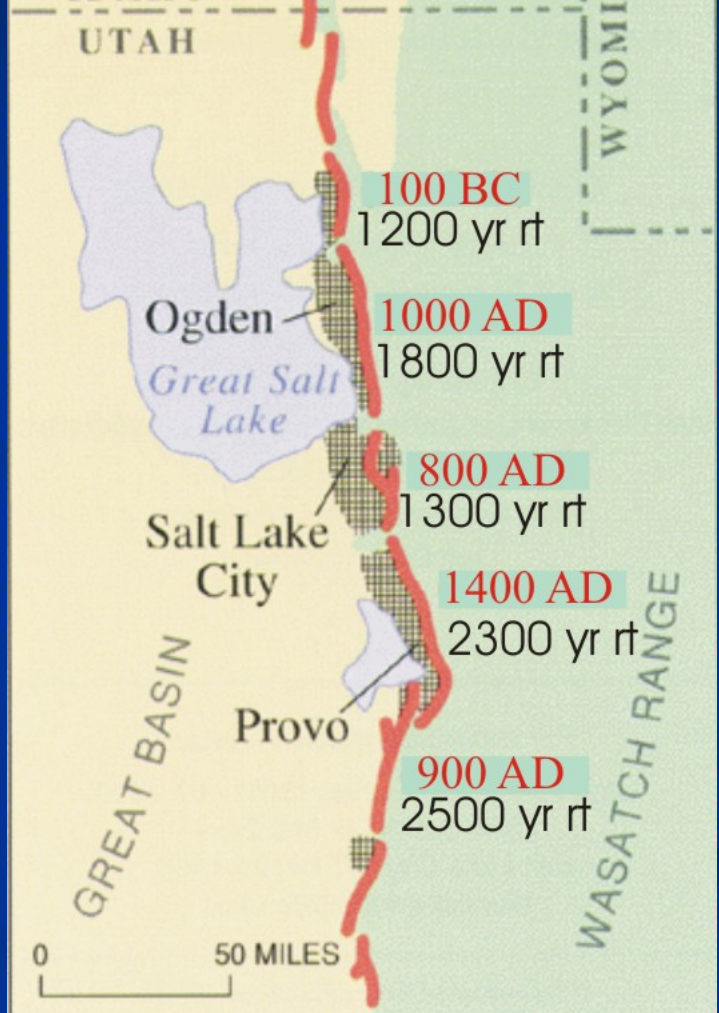 UTAH
WYOMI
100 BC
1200 yr rt
Ogden
1000 AD
1800 yr rt
Great Salt
Lake
800 AD
1300 yr rt
Salt Lake
City
1400 AD
2300 yr rt
Provo
900 AD
2500 yr rt
GREAT BASIN
WASATCH RANGE
0
50 MILES